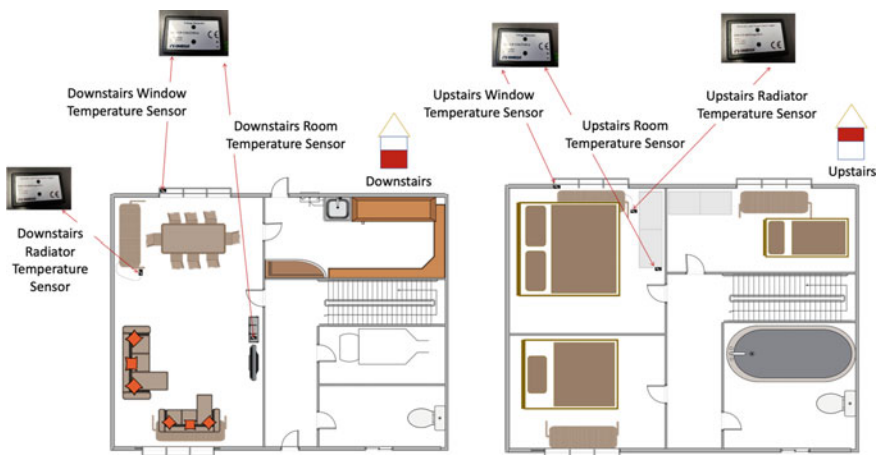 Downstairs Window
Temperature Sensor
Downstairs Room
Temperature Sensor
Downstairs
Downstairs
Radiator
Temperature
Sensor
Upstairs Window
Temperature Sensor
Upstairs Room
Temperature Sensor
Upstairs Radiator
Temperature Sensor
Upstairs